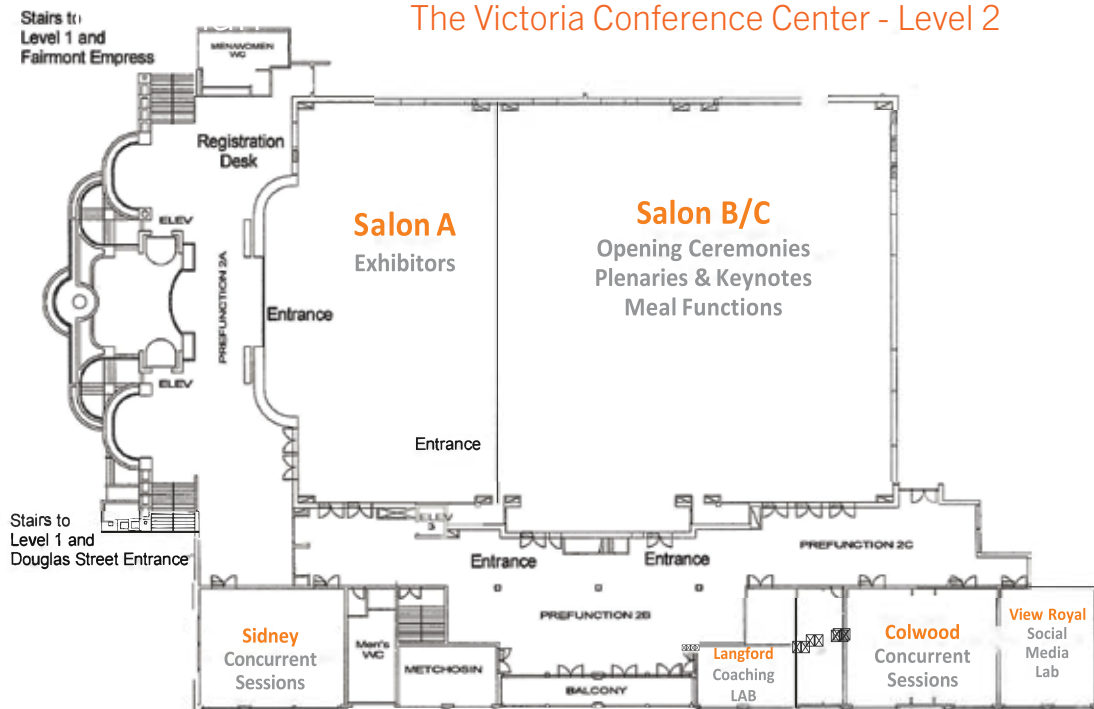 The Victoria Conference Center - Level 2
Stairs to
Level 1 and
Fairmont Empress
MEN/WOMEN
WC
Registration
Desk
ELEV
PREFUNCTION 2A
Entrance
ELEV
Salon A
Exhibitors
Salon B/C
Opening Ceremonies
Plenaries & Keynotes
Meal Functions
Entrance
Stairs to
Level 1 and
Douglas Street Entrance
ELEV
3
Entrance
Entrance
PREFUNCTION 2C
PREFUNCTION 2B
Sidney
Concurrent
Sessions
Men's
WC
METCHOSIN
BALCONY
Langford
Coaching
LAB
Colwood
Concurrent
Sessions
View Royal
Social
Media
Lab